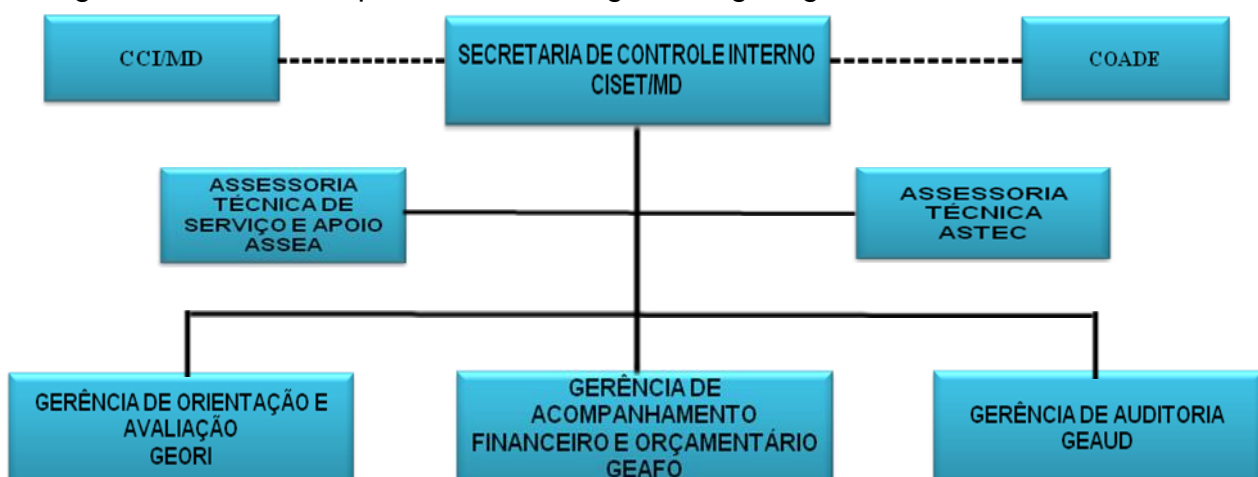 CCI/MD
SECRETARIA DE CONTROLE INTERNO
CISET/MD
COADE
ASSESSORIA
TÉCNICA DE
SERVIÇO E APOIO
ASSEA
ASSESSORIA
TÉCNICA
ASTEC
GERÊNCIA DE ORIENTAÇÃO E
AVALIAÇÃO
GEORI
GERÊNCIA DE
ACOMPANHAMENTO
FINANCEIRO E ORÇAMENTÁRIO
GEAFO
GERÊNCIA DE AUDITORIA
GEAUD